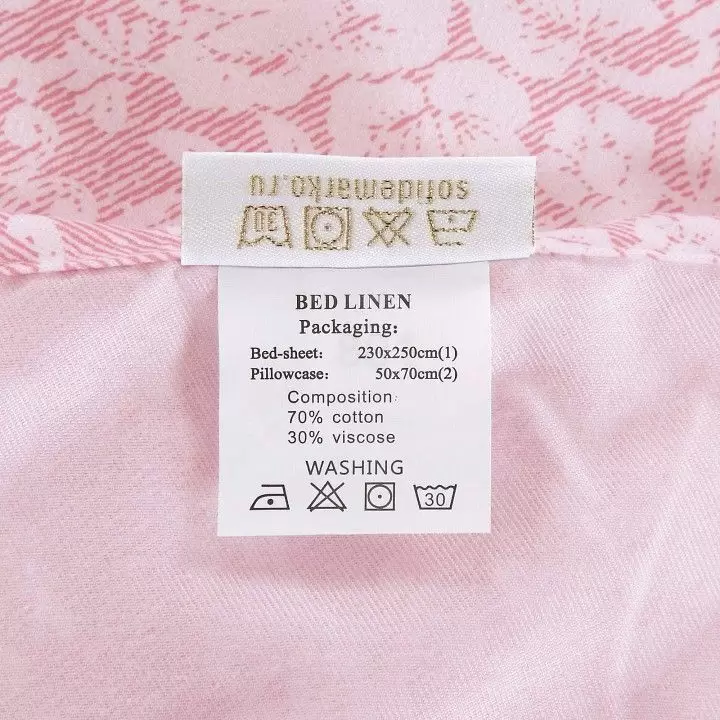 sofidemarko.ru
30
BED LINEN
Packaging:
Bed-sheet: 230x250cm(1)
Pillowcase: 50x70cm(2)
Composition:
70% cotton
30% viscose
WASHING
30